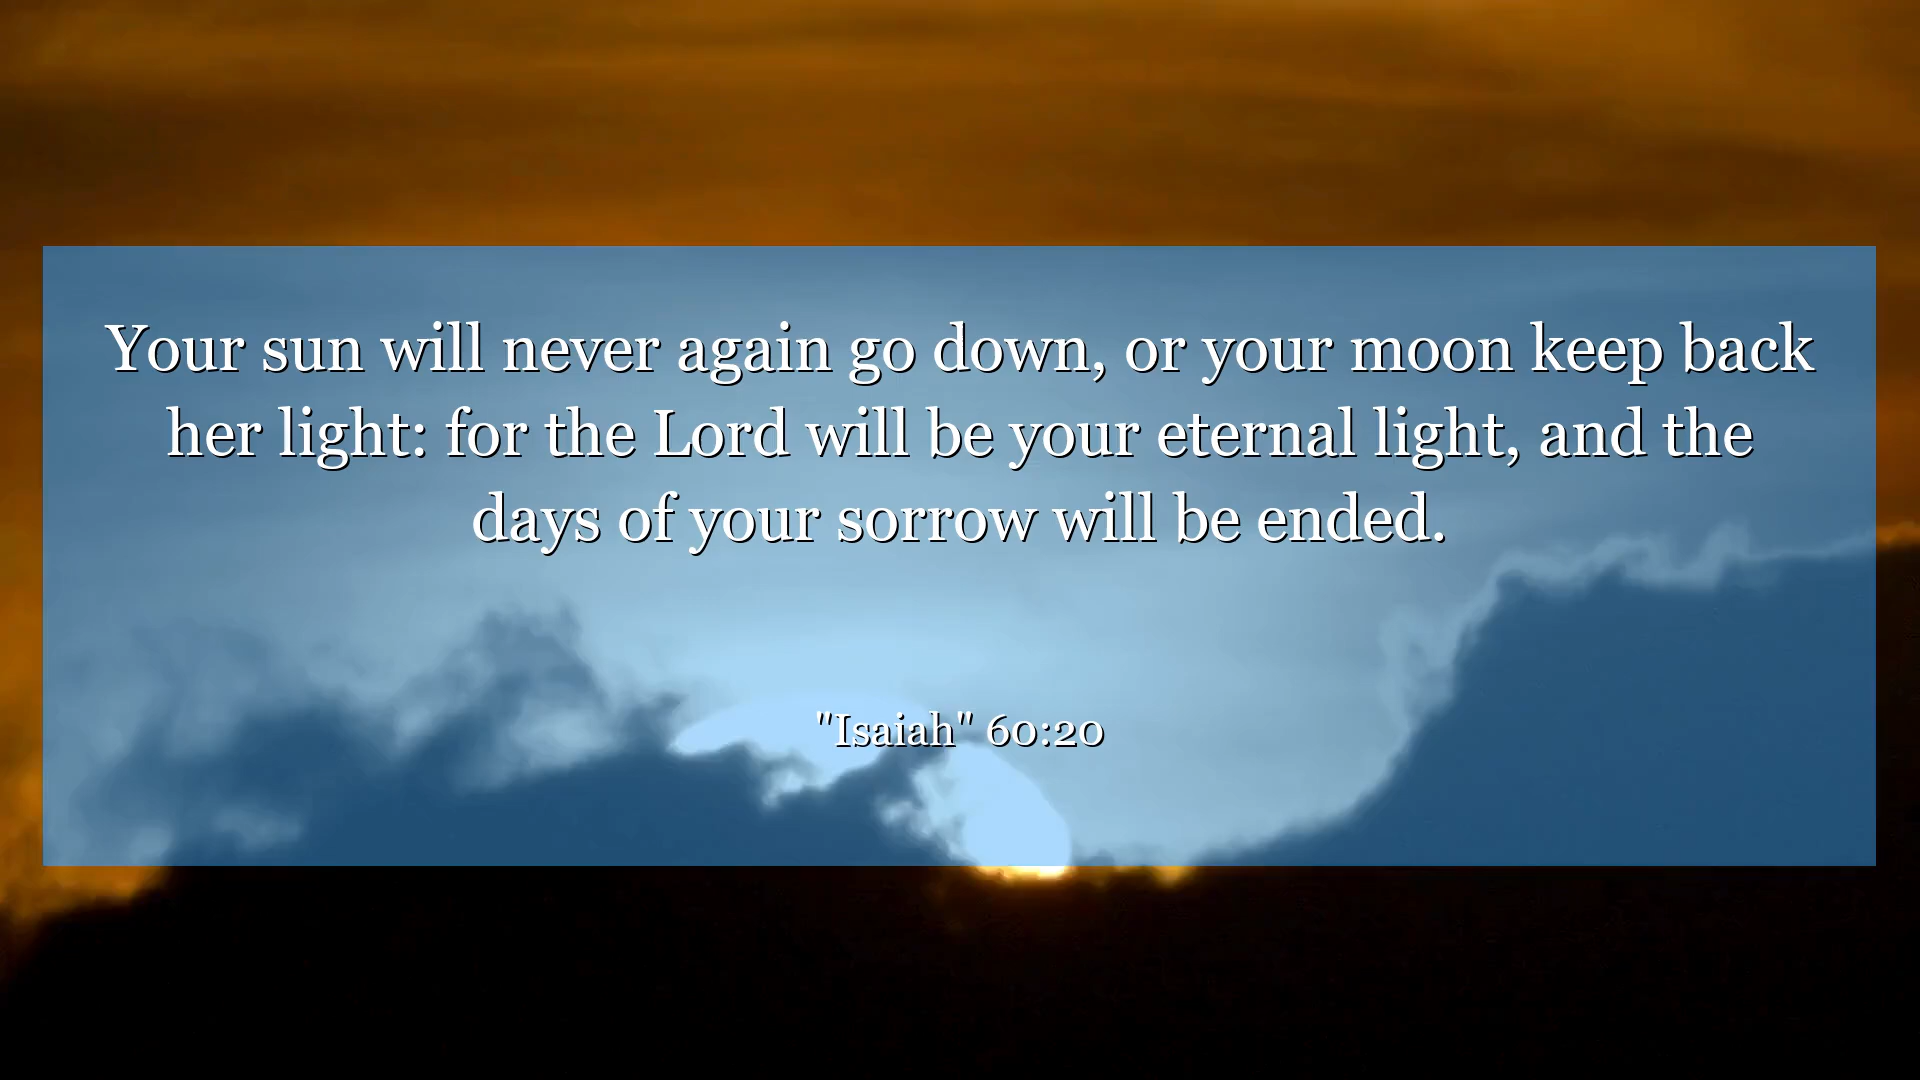 Your sun will never again go down, or your moon keep back
her light: for the Lord will be your eternal light, and the
days of your sorrow will be ended.
"Isaiah" 60:20